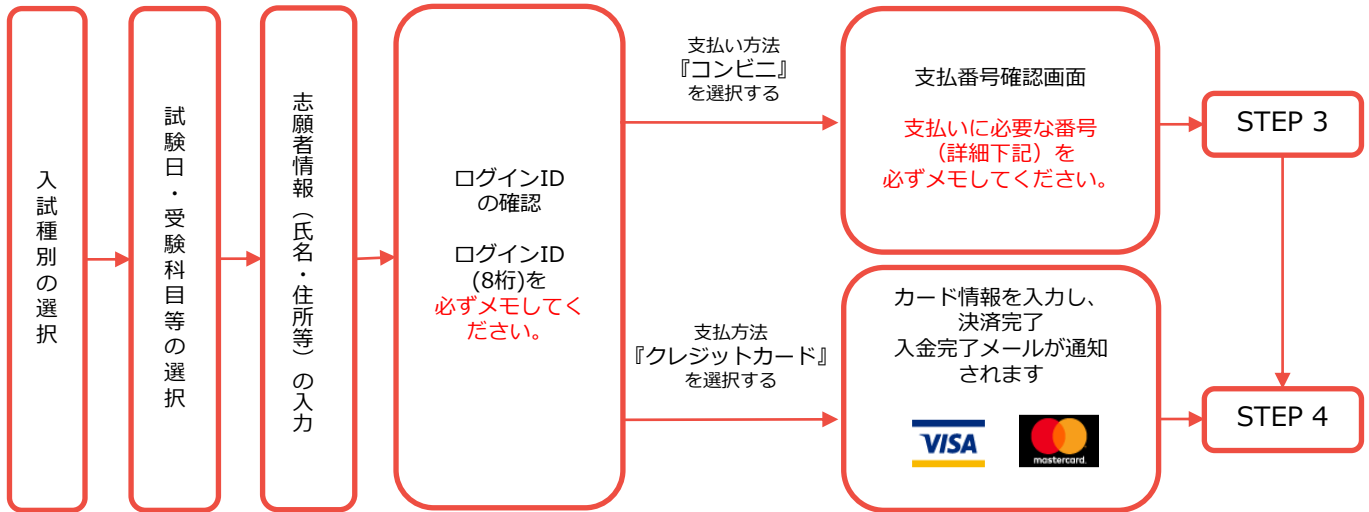 入試種別の選択
試験日・受験科目等の選択
志願者情報（氏名・住所等）の入力
ログインID
の確認
ログインID
(8桁)を
必ずメモしてく
ださい。
支払い方法
『コンビニ』
を選択する
支払番号確認画面
支払いに必要な番号
（詳細下記）を
必ずメモしてください。
STEP 3
支払方法
『クレジットカード』
を選択する
カード情報を入力し、
決済完了
入金完了メールが通知
されます
VISA
mastercard.
STEP 4